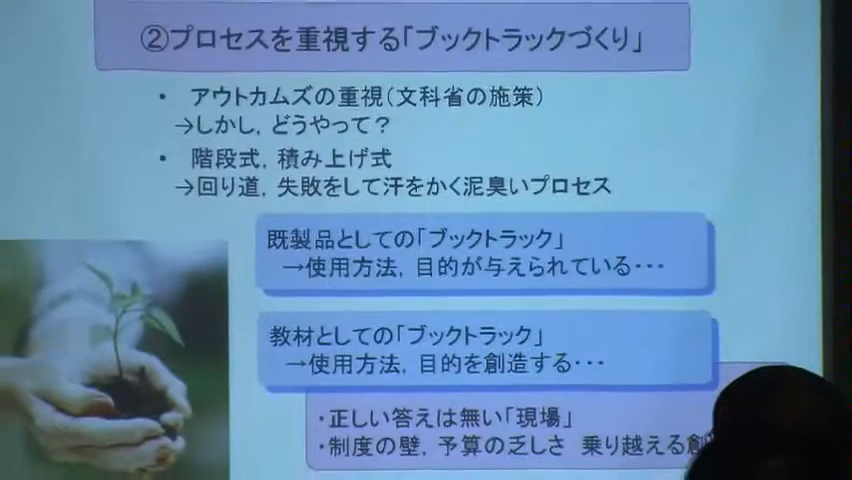 ②プロセスを重視する「ブックトラックづくり」
・ アウトカムズの重視(文科省の施策)
→しかし, どうやって?
・ 階段式, 積み上げ式
→回り道, 失敗をして汗をかく泥臭いプロセス
既製品としての「ブックトラック」
→使用方法, 目的が与えられている・・・
教材としての「ブックトラック」
→使用方法, 目的を創造する・・・
・正しい答えは無い「現場」
・制度の壁, 予算の乏しさ 乗り越える創